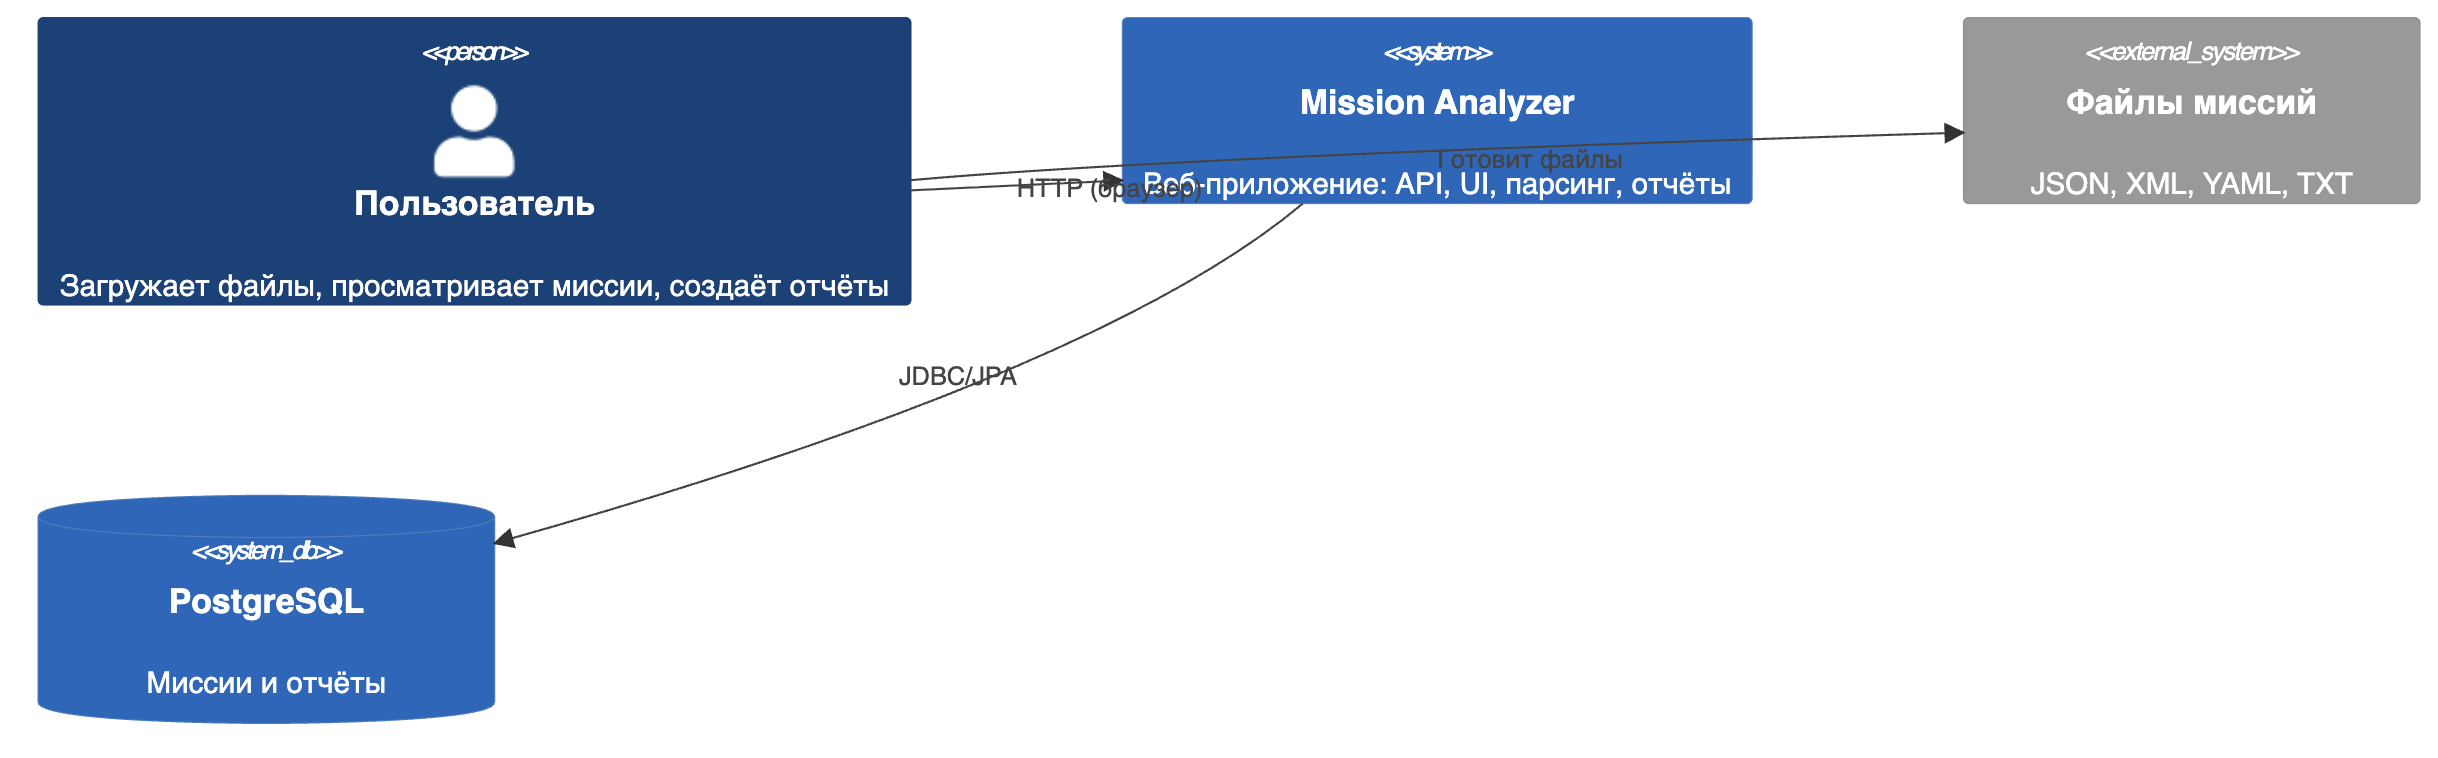 <<person>>
Пользователь
Загружает файлы, просматривает миссии, создаёт отчёты
<<system>>
Mission Analyzer
Веб-приложение: API, UI, парсинг, отчёты
<<external_system>>
Файлы миссий
JSON, XML, YAML, TXT
Готовит файлы
HTTP (браузер)
JDBC/JPA
<<system_db>>
PostgreSQL
Миссии и отчёты